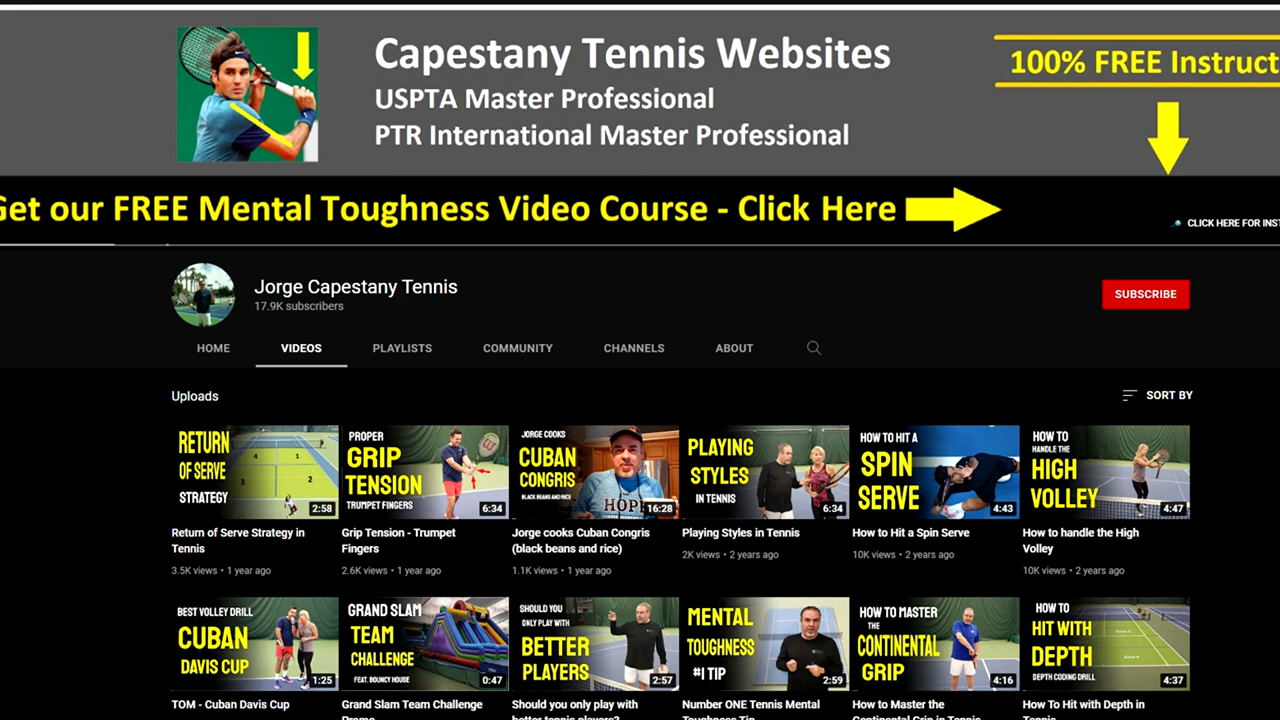 Capestany Tennis Websites
USPTA Master Professional
PTR International Master Professional
100% FREE Instruct
Get our FREE Mental Toughness Video Course - Click Here
CLICK HERE FOR INST
Jorge Capestany Tennis
17.9K subscribers
SUBSCRIBE
HOME VIDEOS PLAYLISTS COMMUNITY CHANNELS ABOUT
Uploads
SORT BY
RETURN
OF SERVE
STRATEGY
4 1
3 2
2:58
PROPER
GRIP
TENSION
TRUMPET FINGERS
6:34
JORGE COOKS
CUBAN
CONGRIS
BLACK BEANS AND RICE
HOPE
16:28
PLAYING
STYLES
IN TENNIS
6:34
HOW TO HIT A
SPIN
SERVE
4:43
HOW TO
HANDLE THE
HIGH
VOLLEY
4:47
Return of Serve Strategy in
Tennis
3.5K views • 1 year ago
Grip Tension - Trumpet
Fingers
2.6K views • 1 year ago
Jorge cooks Cuban Congris
(black beans and rice)
1.1K views • 1 year ago
Playing Styles in Tennis
2K views • 2 years ago
How to Hit a Spin Serve
10K views • 2 years ago
How to handle the High
Volley
10K views • 2 years ago
BEST VOLLEY DRILL
CUBAN
DAVIS CUP
1:25
GRAND SLAM
TEAM
CHALLENGE
FEAT. BOUNCY HOUSE
0:47
SHOULD YOU
ONLY PLAY WITH
BETTER
PLAYERS
2:57
MENTAL
TOUGHNESS
#1 TIP
2:59
HOW TO MASTER
THE
CONTINENTAL
GRIP
4:16
HOW TO
HIT WITH
DEPTH
DEPTH CODING DRILL
4:37
TOM - Cuban Davis Cup
Grand Slam Team Challenge
Promo
Should you only play with
better tennis players?
Number ONE Tennis Mental
Toughness Tip
How to Master the
Continental Grip in Tennis
How To Hit with Depth in
Tennis